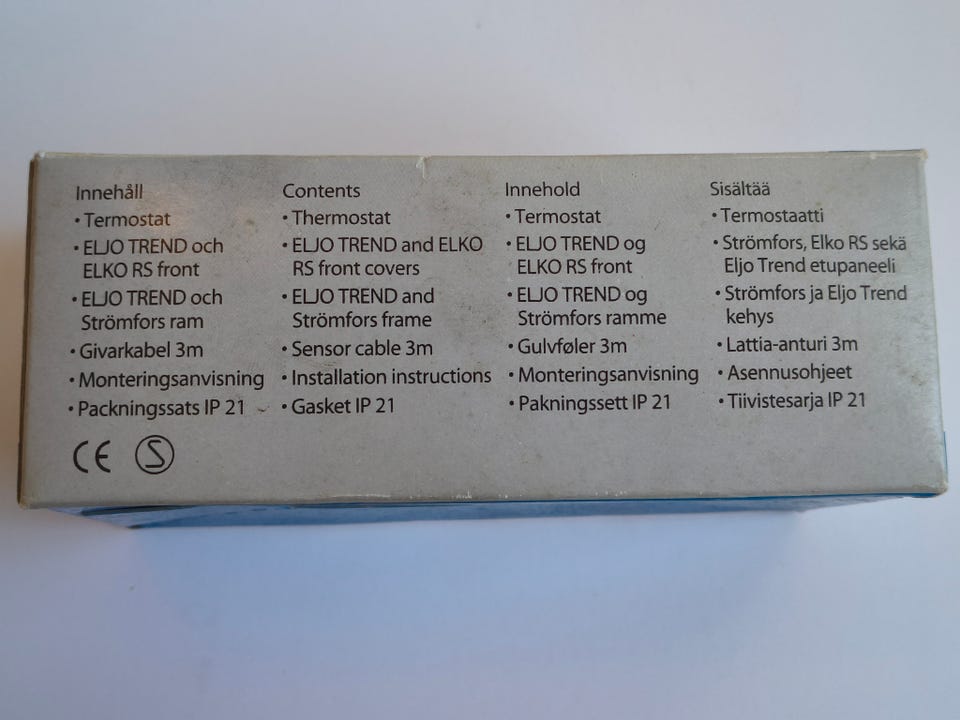 Innehåll
• Termostat
• ELJO TREND och
ELKO RS front
• ELJO TREND och
Strömfors ram
• Givarkabel 3m
• Monteringsanvisning
• Packningssats IP 21
Contents
• Thermostat
• ELJO TREND and ELKO
RS front covers
• ELJO TREND and
Strömfors frame
• Sensor cable 3m
• Installation instructions
• Gasket IP 21
Innehold
• Termostat
• ELJO TREND og
ELKO RS front
• ELJO TREND og
Strömfors ramme
• Gulvføler 3m
• Monteringsanvisning
• Pakningssett IP 21
Sisältää
• Termostaatti
• Strömfors, Elko RS sekä
Eljo Trend etupaneeli
• Strömfors ja Eljo Trend
kehys
• Lattia-anturi 3m
• Asennusohjeet
• Tiivistesarja IP 21
CE S